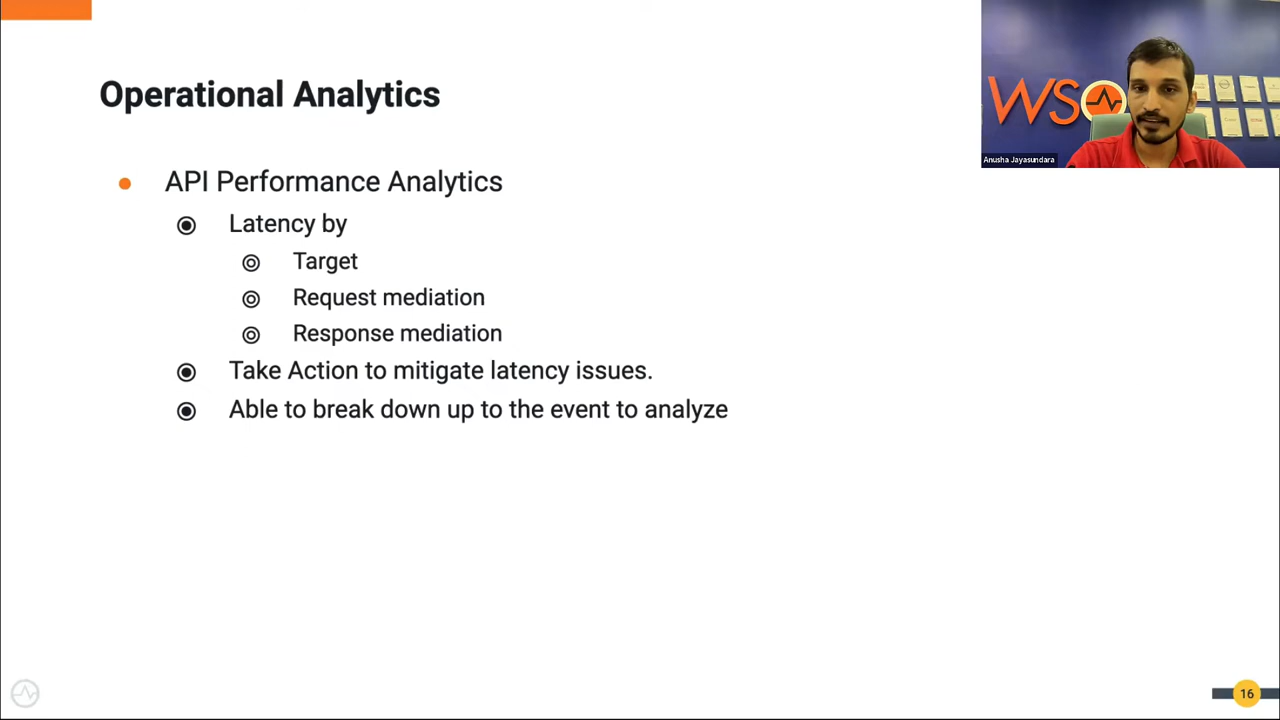 Operational Analytics
API Performance Analytics
Latency by
Target
Request mediation
Response mediation
Take Action to mitigate latency issues.
Able to break down up to the event to analyze
WSO
Anusha Jayasundara
16